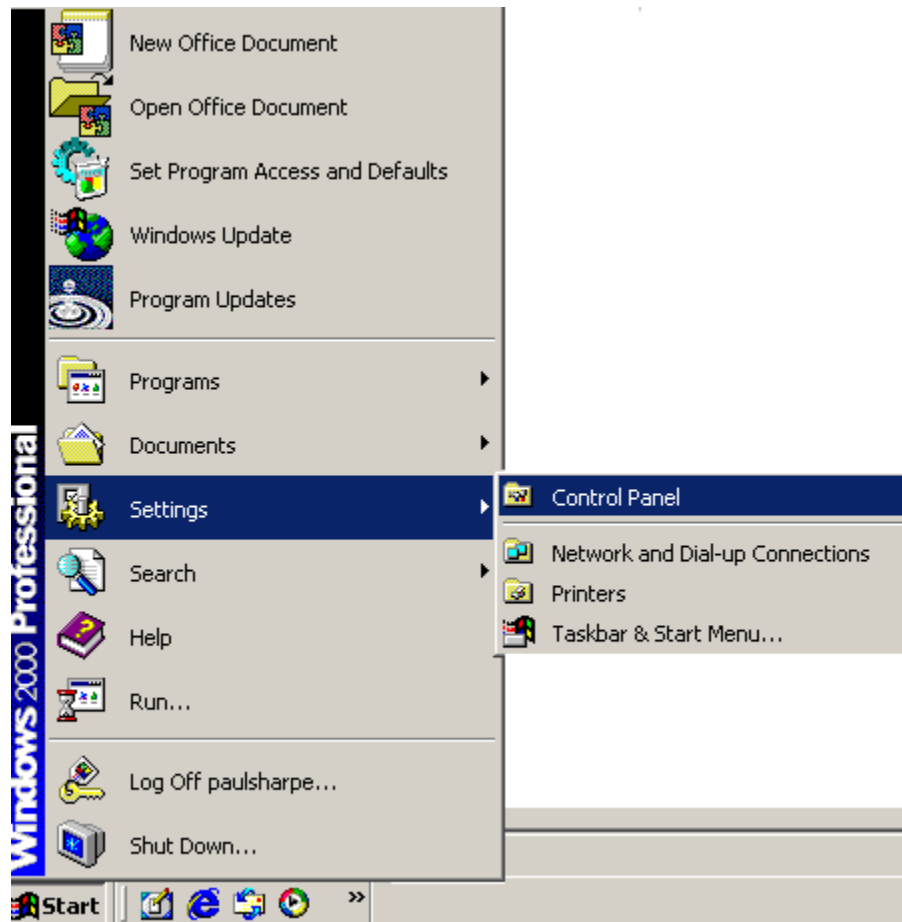 New Office Document
Open Office Document
Set Program Access and Defaults
Windows Update
Program Updates
Programs
Documents
Settings
Search
Help
Run...
Log Off paulsharpe...
Shut Down...
Control Panel
Network and Dial-up Connections
Printers
Taskbar & Start Menu...
Windows 2000 Professional
Start
»